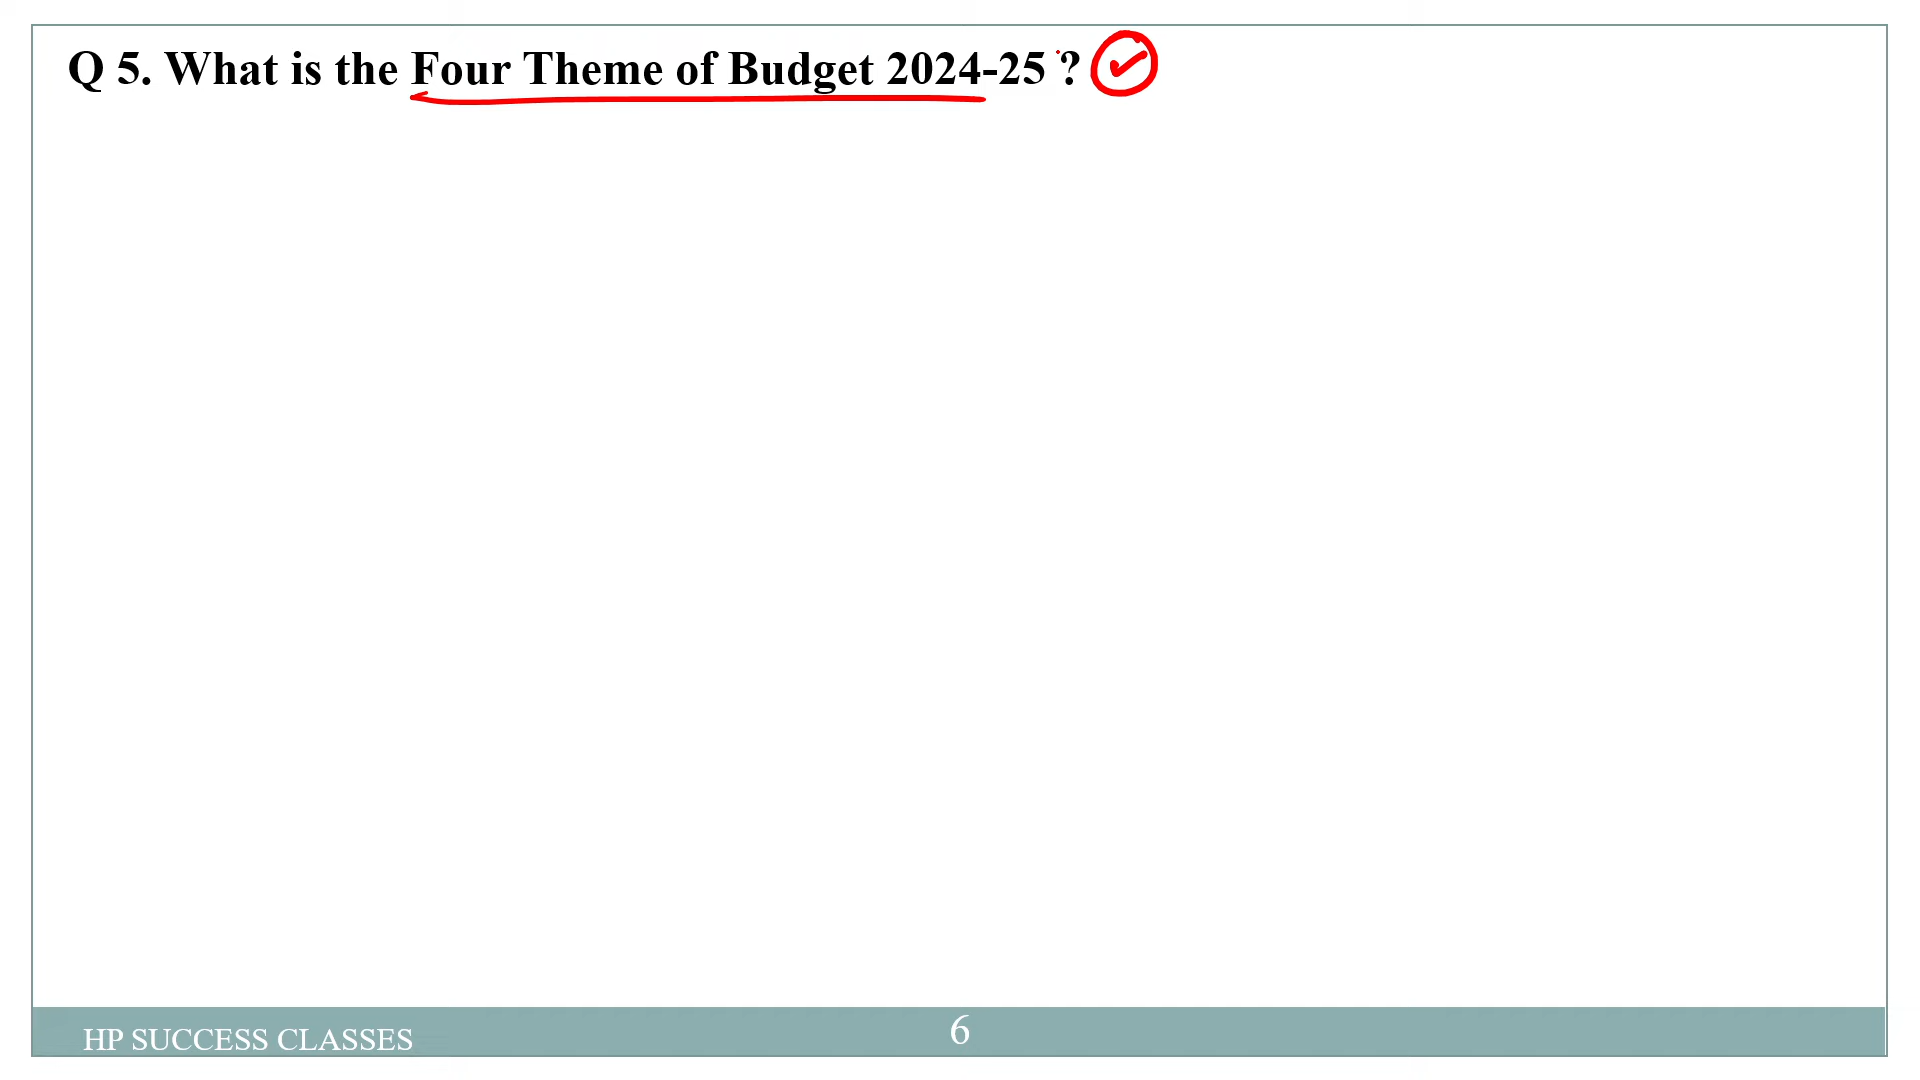 Q 5. What is the Four Theme of Budget 2024-25 ?
HP SUCCESS CLASSES
6